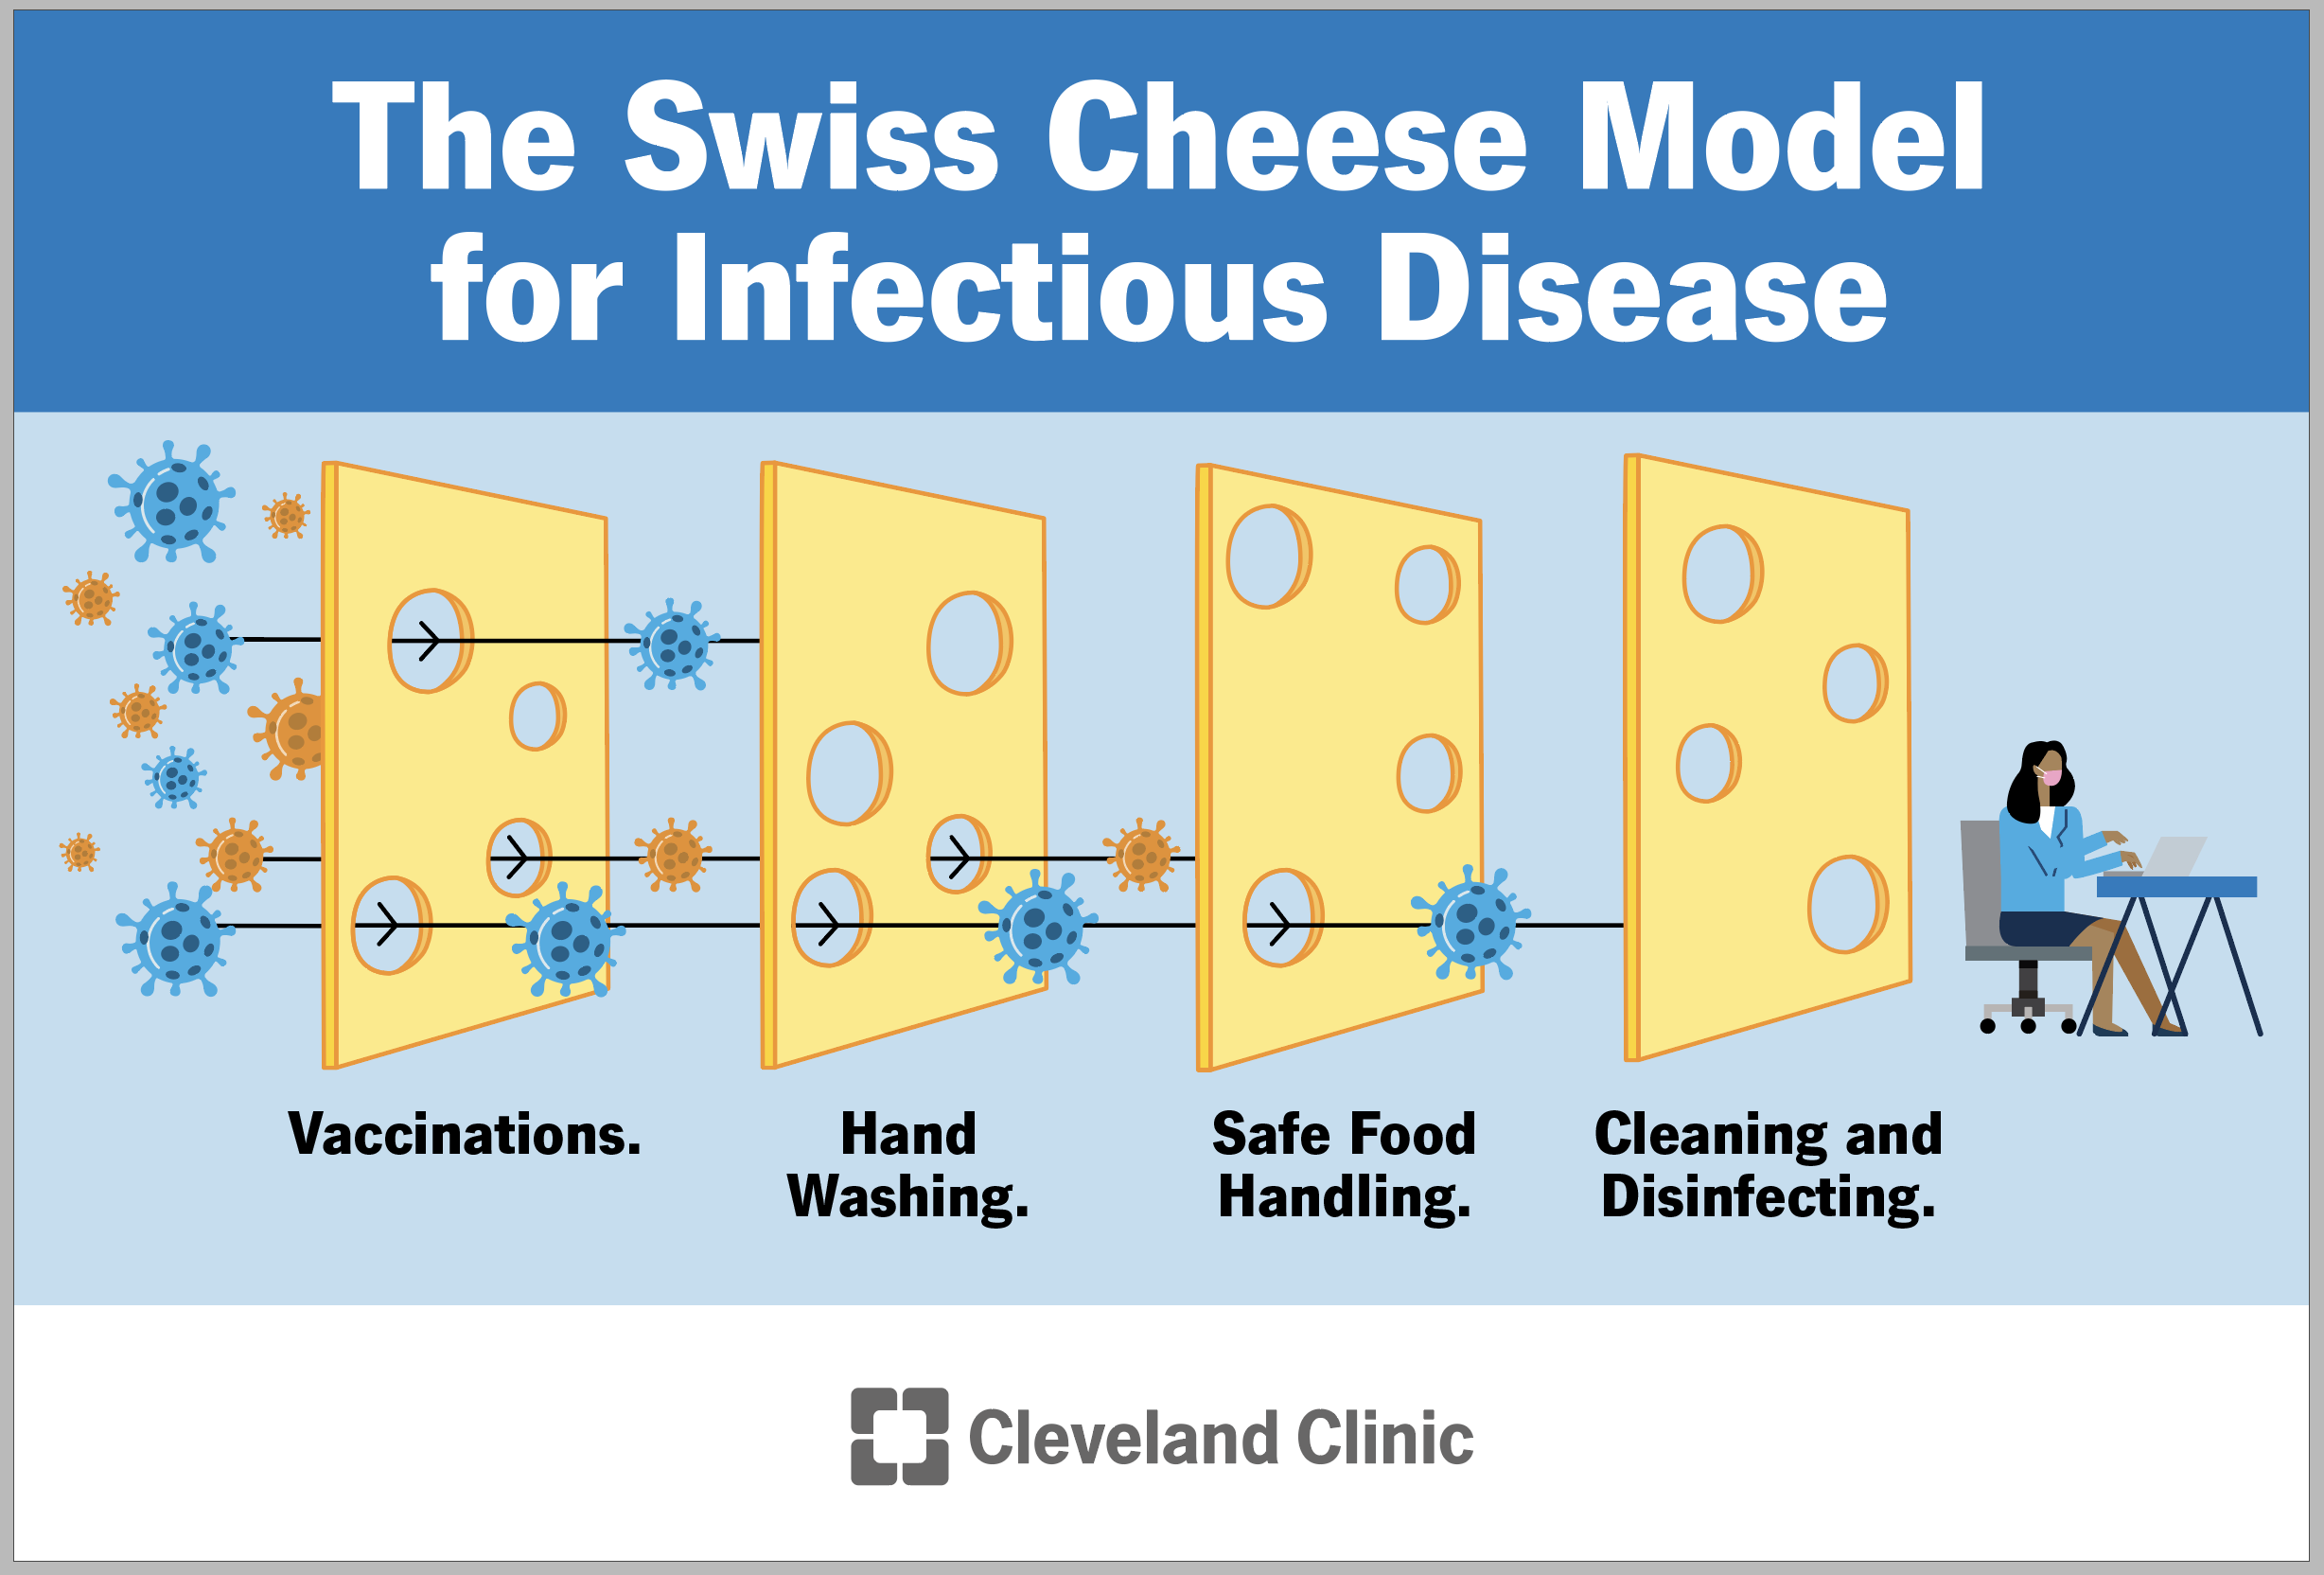 The Swiss Cheese Model
for Infectious Disease
Vaccinations.
Hand
Washing.
Safe Food
Handling.
Cleaning and
Disinfecting.
Cleveland Clinic